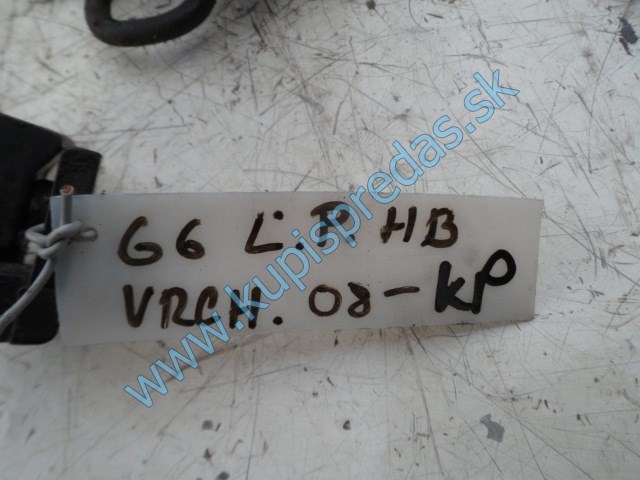 G6 L.P. HB
VRCH. 08- KP
www.kupispredas.sk